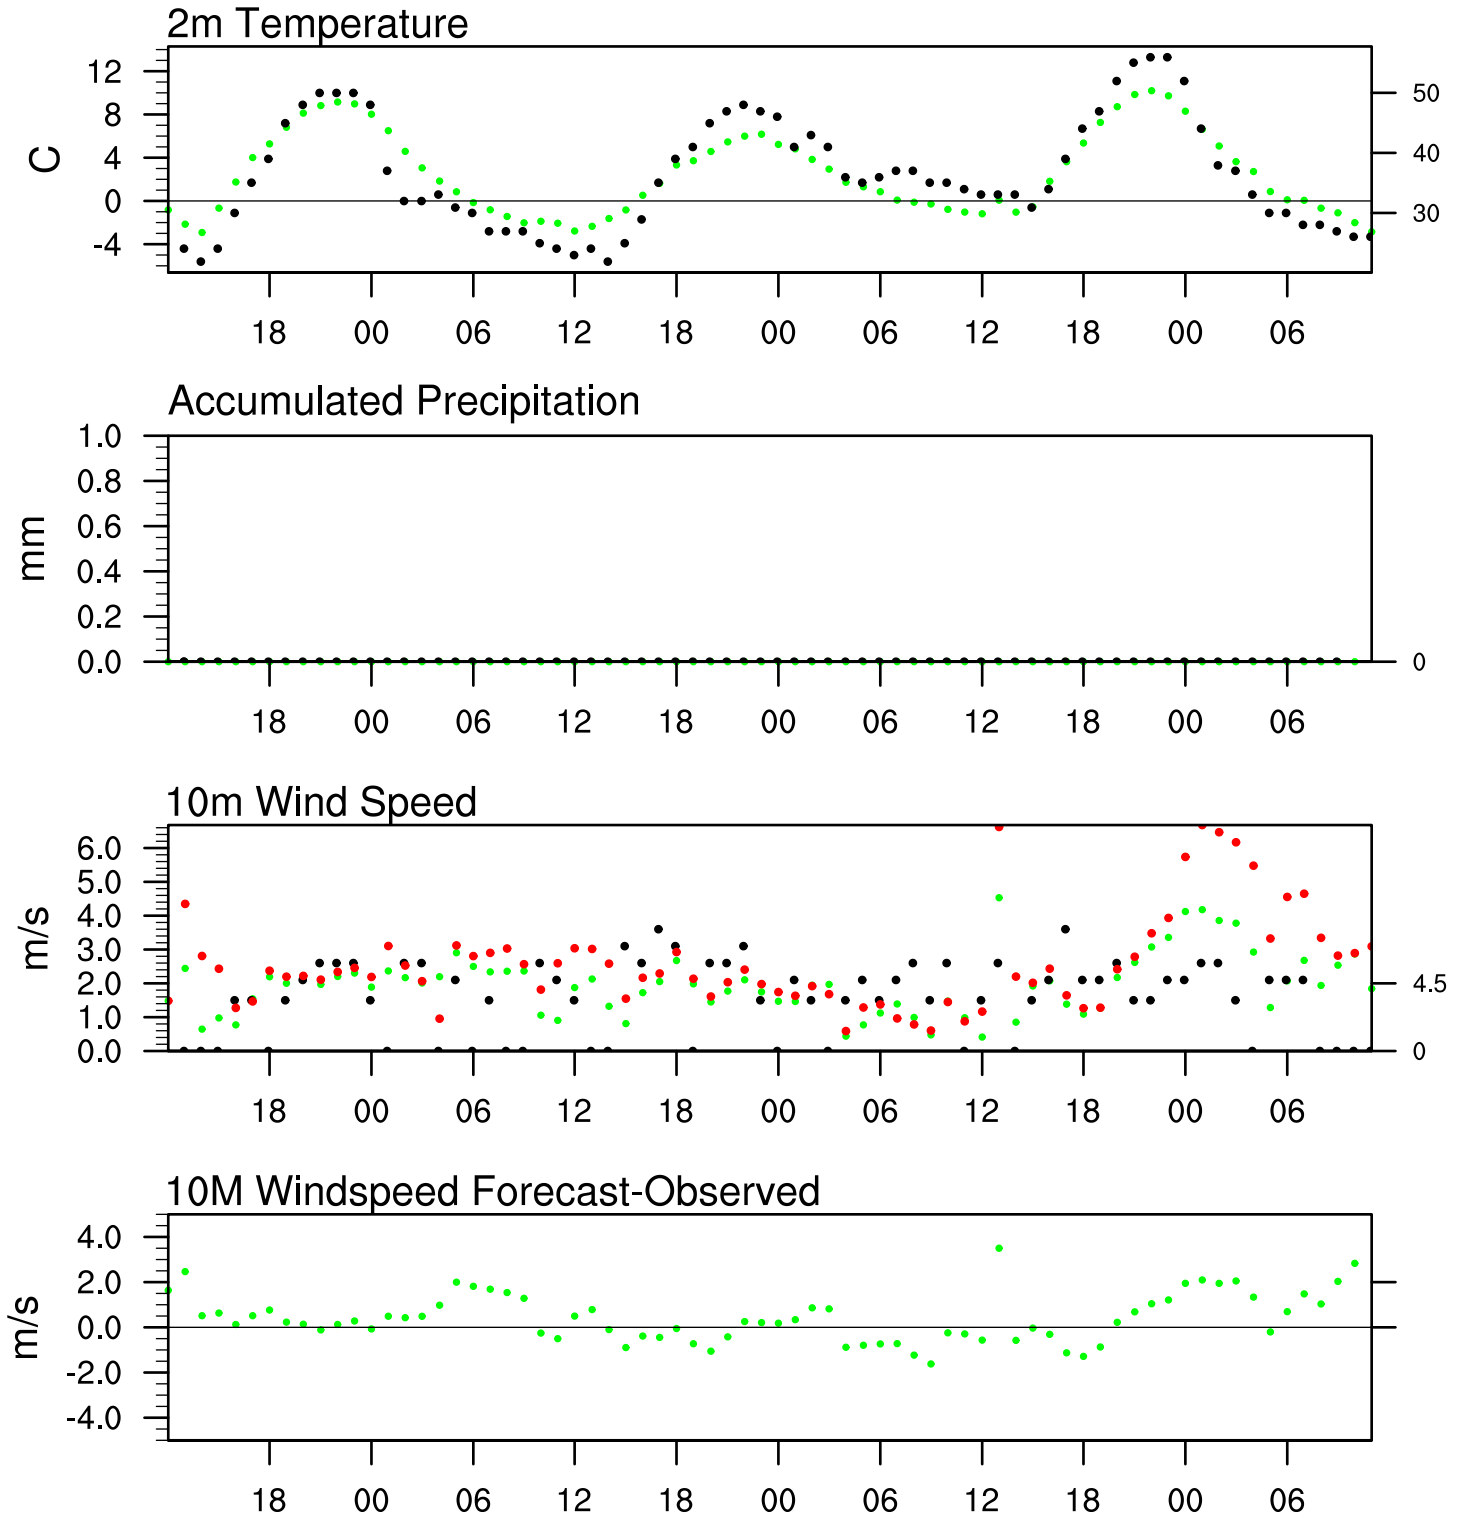 2m Temperature
12
8
4
0
-4
C
50
40
30
18 00 06 12 18 00 06 12 18 00 06
Accumulated Precipitation
1.0
0.8
0.6
0.4
0.2
0.0
mm
0
18 00 06 12 18 00 06 12 18 00 06
10m Wind Speed
6.0
5.0
4.0
3.0
2.0
1.0
0.0
m/s
4.5
0
18 00 06 12 18 00 06 12 18 00 06
10M Windspeed Forecast-Observed
4.0
2.0
0.0
-2.0
-4.0
m/s
18 00 06 12 18 00 06 12 18 00 06